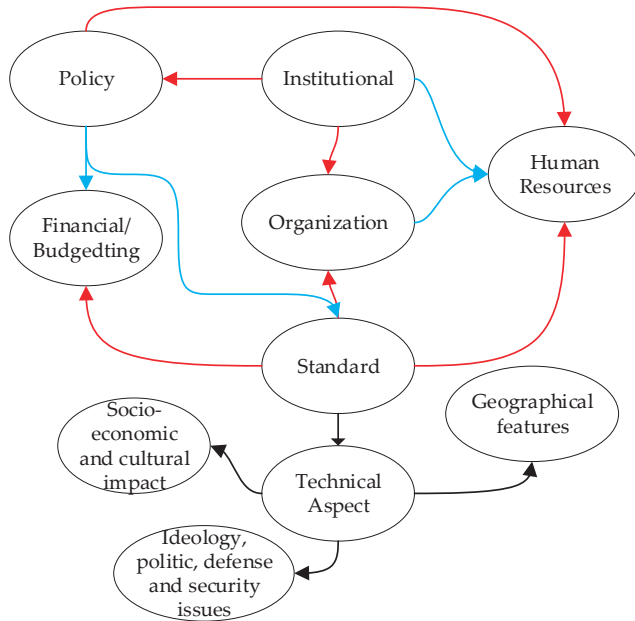 Policy
Institutional
Human
Resources
Financial/
Budgedting
Organization
Standard
Geographical
features
Socio-
economic
and cultural
impact
Technical
Aspect
Ideology,
politic, defense
and security
issues